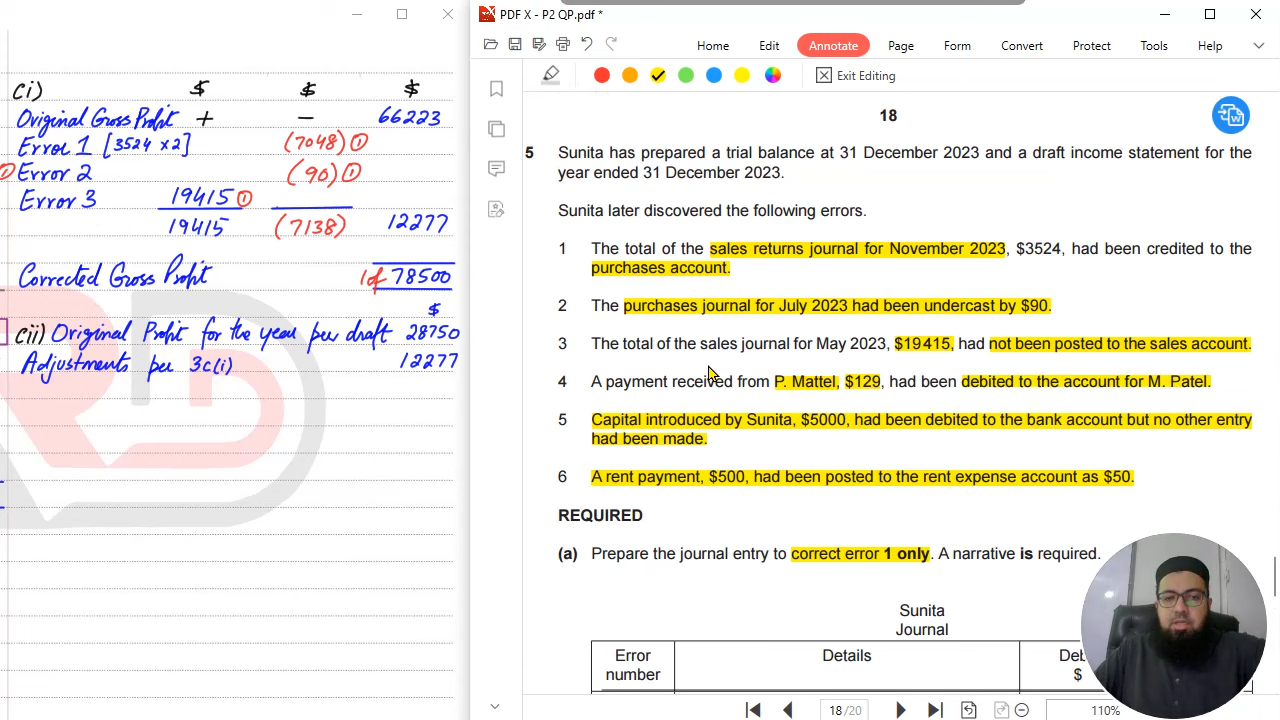 ci) $ $ $
Original Gross Profit + - 66223
Error 1 [3524 x2] (7048) ①
① Error 2 (90) ①
Error 3 19415 ①
19415 (7138) 12277
Corrected Gross Profit 1of 78500
$
cii) Original Profit for the year per draft 28750
Adjustments per 3c(i) 12277
PDF X - P2 QP.pdf *
Home Edit Annotate Page Form Convert Protect Tools Help
Exit Editing
18
5 Sunita has prepared a trial balance at 31 December 2023 and a draft income statement for the
year ended 31 December 2023.
Sunita later discovered the following errors.
1 The total of the sales returns journal for November 2023, $3524, had been credited to the
purchases account.
2 The purchases journal for July 2023 had been undercast by $90.
3 The total of the sales journal for May 2023, $19415, had not been posted to the sales account.
4 A payment received from P. Mattel, $129, had been debited to the account for M. Patel.
5 Capital introduced by Sunita, $5000, had been debited to the bank account but no other entry
had been made.
6 A rent payment, $500, had been posted to the rent expense account as $50.
REQUIRED
(a) Prepare the journal entry to correct error 1 only. A narrative is required.
Sunita
Journal
Error
number
Details
$
18 /20
110%